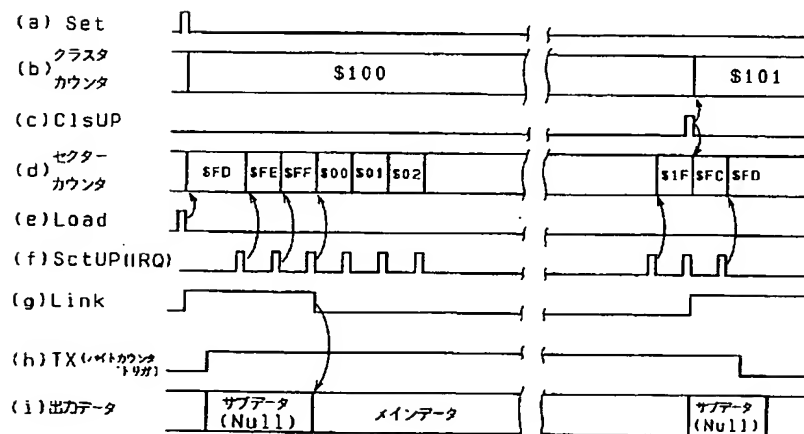 (a) Set
(b) クラスタ
カウンタ
$100
$101
(c) ClsUP
(d) セクター
カウンタ
$FD $FE $FF $00 $01 $02
$1F $FC $FD
(e) Load
(f) SctUP(IRQ)
(g) Link
(h) TX (バイトカウンタ
トリガ)
(i) 出力データ
サブデータ
(Null)
メインデータ
サブデータ
(Null)